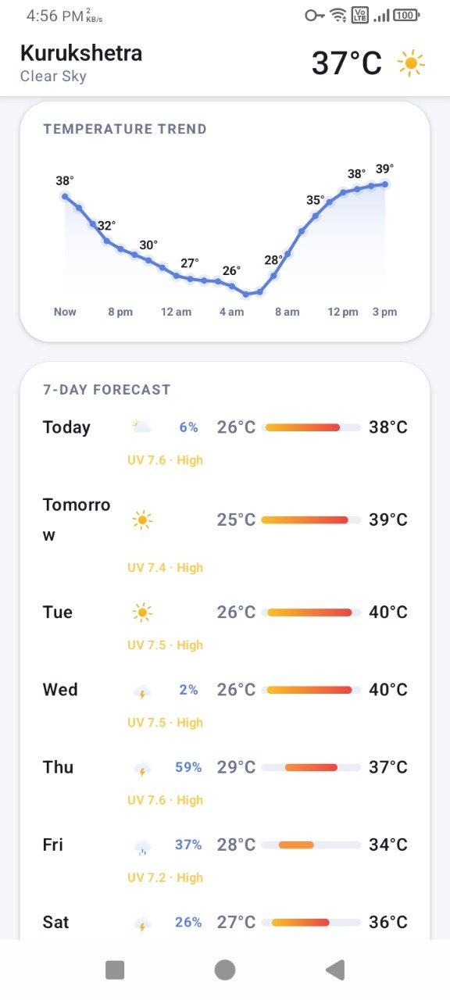 4:56 PM 2 KB/s Vo LTE 100
Kurukshetra
Clear Sky
37°C
TEMPERATURE TREND
38° 32° 30° 27° 26° 28° 35° 38° 39°
Now 8 pm 12 am 4 am 8 am 12 pm 3 pm
7-DAY FORECAST
Today 6% 26°C 38°C
UV 7.6 · High
Tomorro
w 25°C 39°C
UV 7.4 · High
Tue 26°C 40°C
UV 7.5 · High
Wed 2% 26°C 40°C
UV 7.5 · High
Thu 59% 29°C 37°C
UV 7.6 · High
Fri 37% 28°C 34°C
UV 7.2 · High
Sat 26% 27°C 36°C